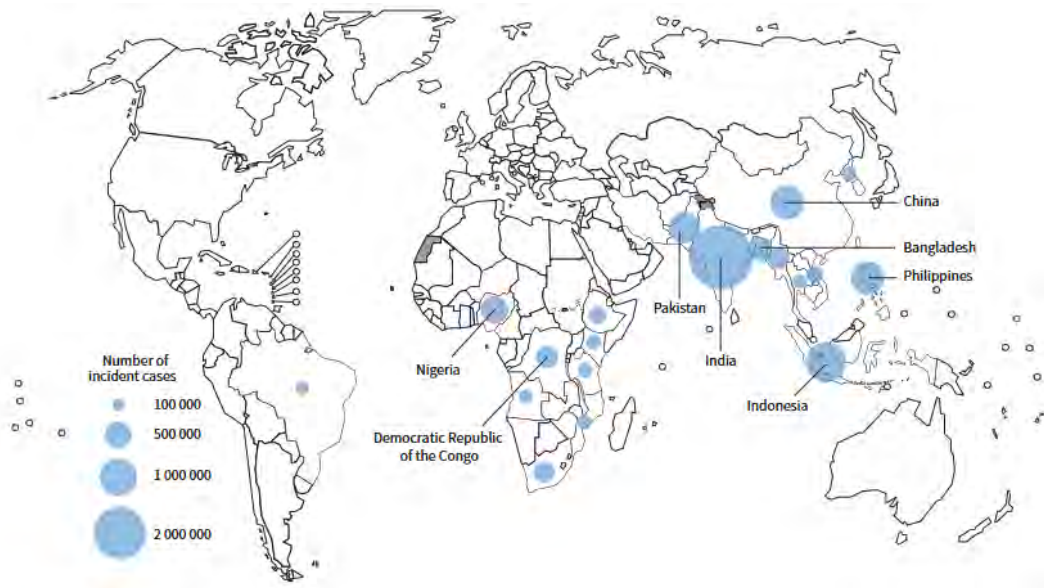 China
Bangladesh
Philippines
Pakistan
India
Indonesia
Nigeria
Democratic Republic
of the Congo
Number of
incident cases
100 000
500 000
1 000 000
2 000 000